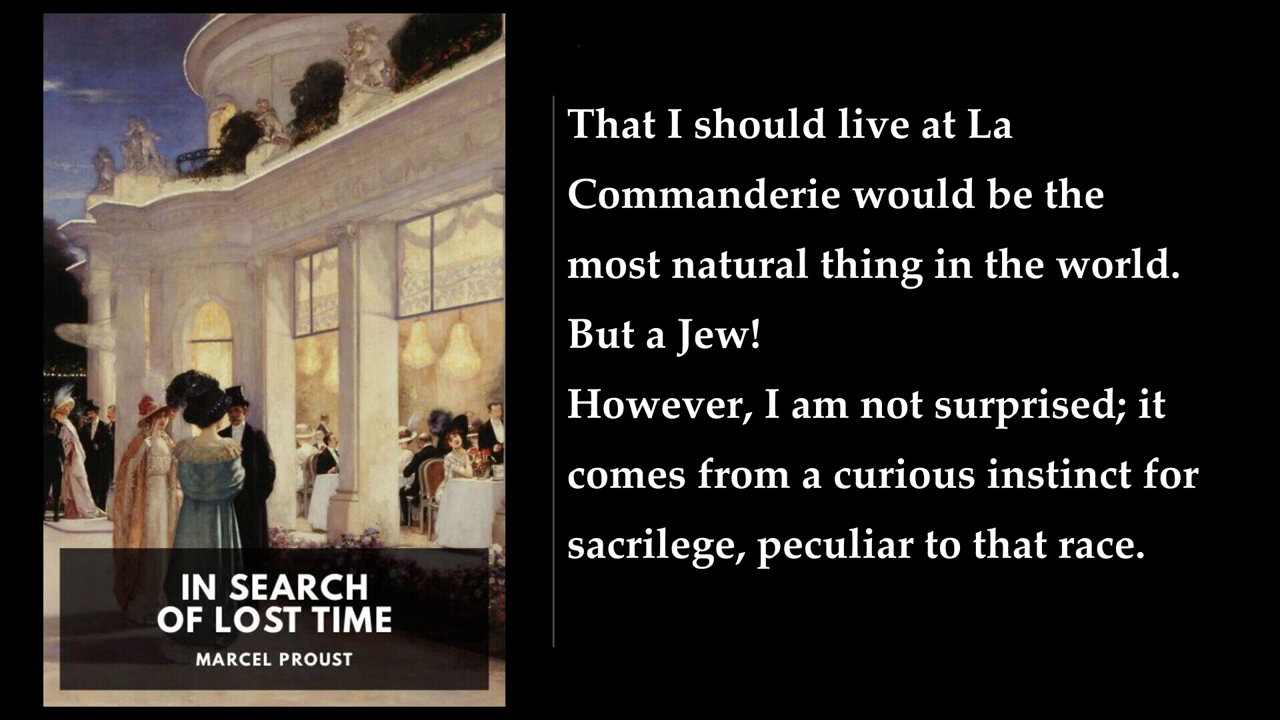 That I should live at La
Commanderie would be the
most natural thing in the world.
But a Jew!
However, I am not surprised; it
comes from a curious instinct for
sacrilege, peculiar to that race.
IN SEARCH
OF LOST TIME
MARCEL PROUST